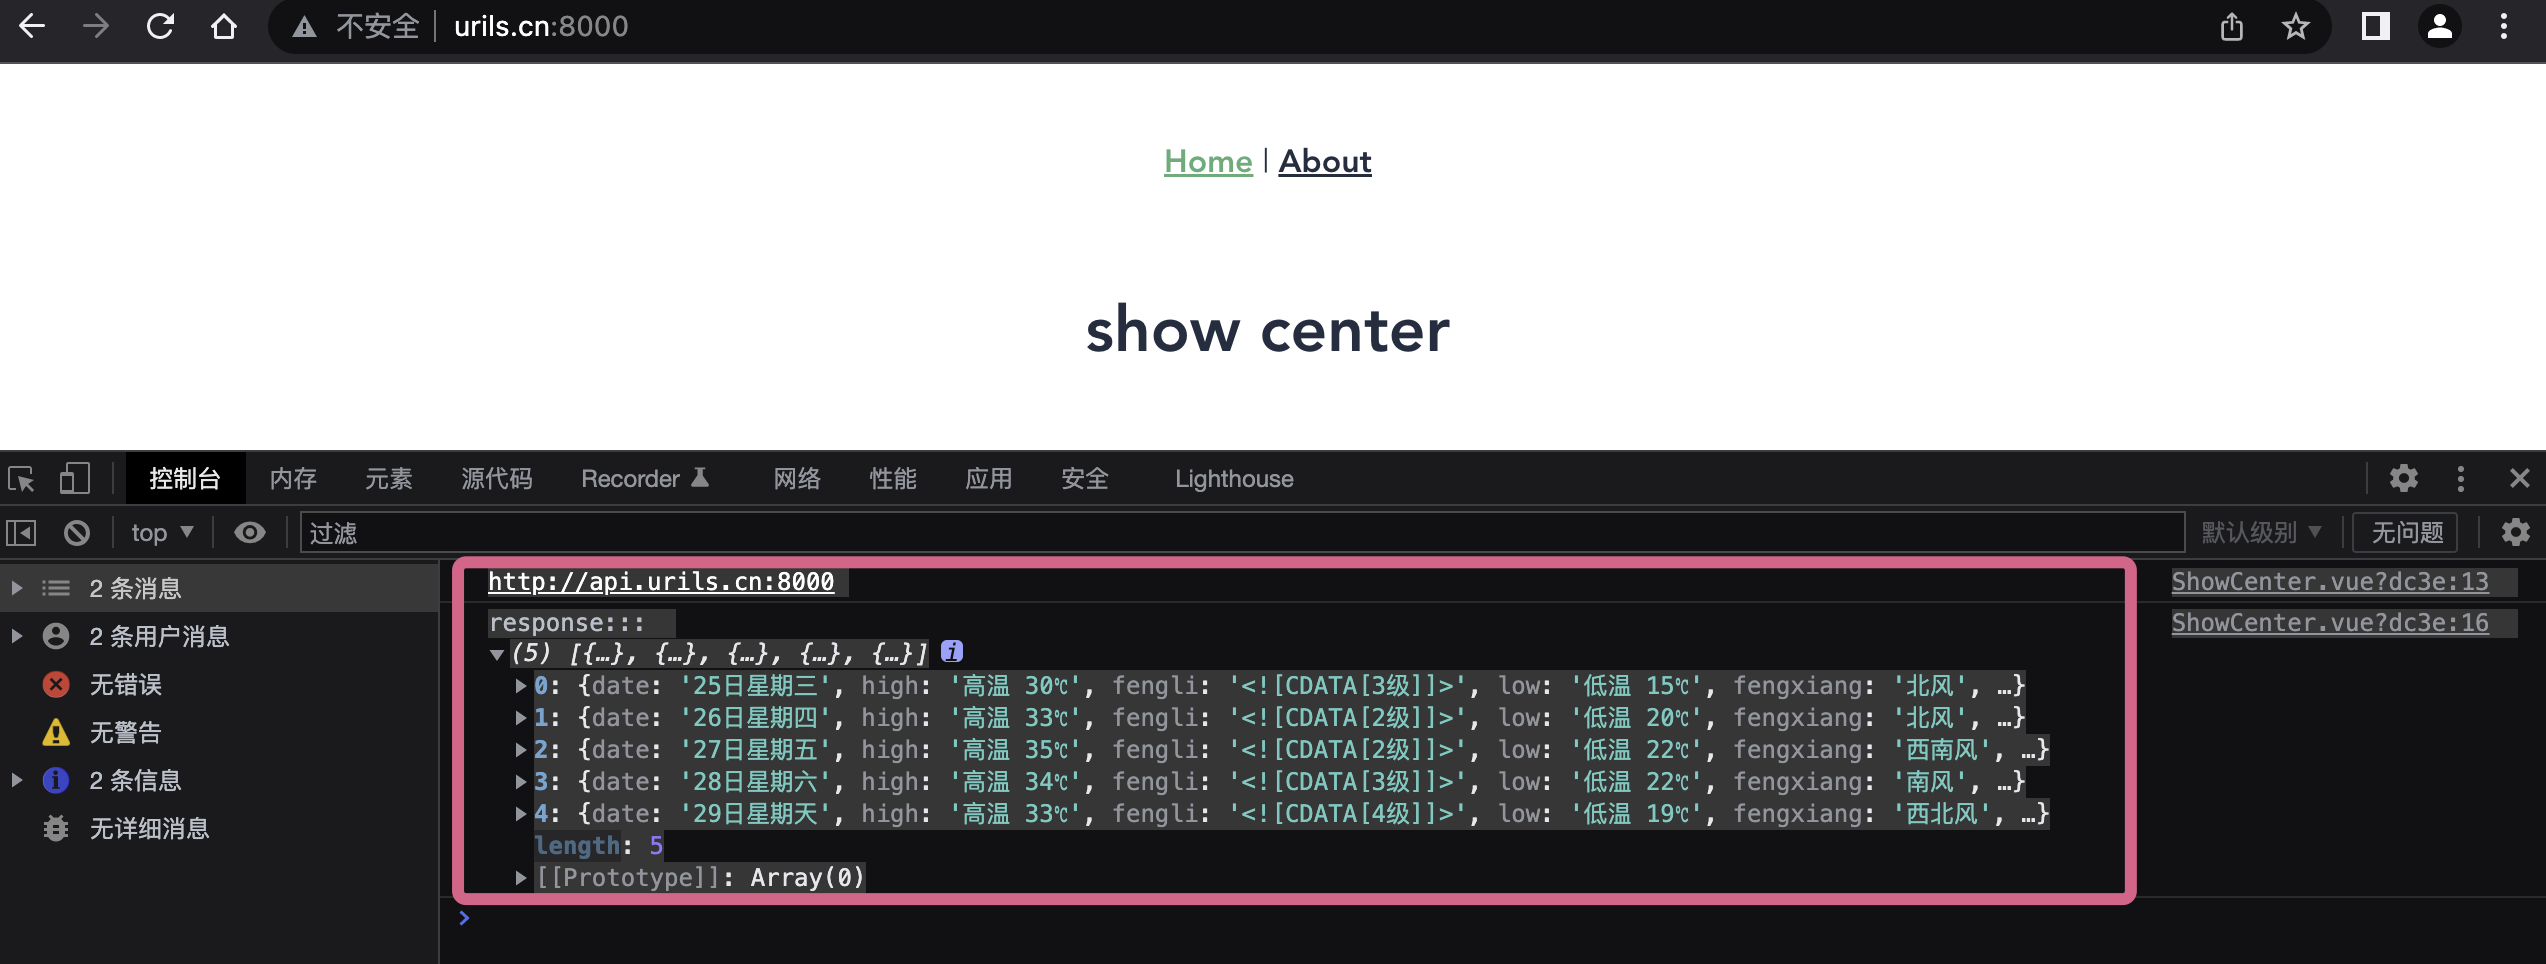 不安全 | urils.cn:8000
Home | About
show center
控制台 内存 元素 源代码 Recorder 网络 性能 应用 安全 Lighthouse
top 过滤 默认级别 无问题
2 条消息
2 条用户消息
无错误
无警告
2 条信息
无详细消息
http://api.urils.cn:8000 ShowCenter.vue?dc3e:13
response::: ShowCenter.vue?dc3e:16
(5) [{…}, {…}, {…}, {…}, {…}] i
0: {date: '25日星期三', high: '高温 30℃', fengli: '<![CDATA[3级]]>', low: '低温 15℃', fengxiang: '北风', …}
1: {date: '26日星期四', high: '高温 33℃', fengli: '<![CDATA[2级]]>', low: '低温 20℃', fengxiang: '北风', …}
2: {date: '27日星期五', high: '高温 35℃', fengli: '<![CDATA[2级]]>', low: '低温 22℃', fengxiang: '西南风', …}
3: {date: '28日星期六', high: '高温 34℃', fengli: '<![CDATA[3级]]>', low: '低温 22℃', fengxiang: '南风', …}
4: {date: '29日星期天', high: '高温 33℃', fengli: '<![CDATA[4级]]>', low: '低温 19℃', fengxiang: '西北风', …}
length: 5
[[Prototype]]: Array(0)